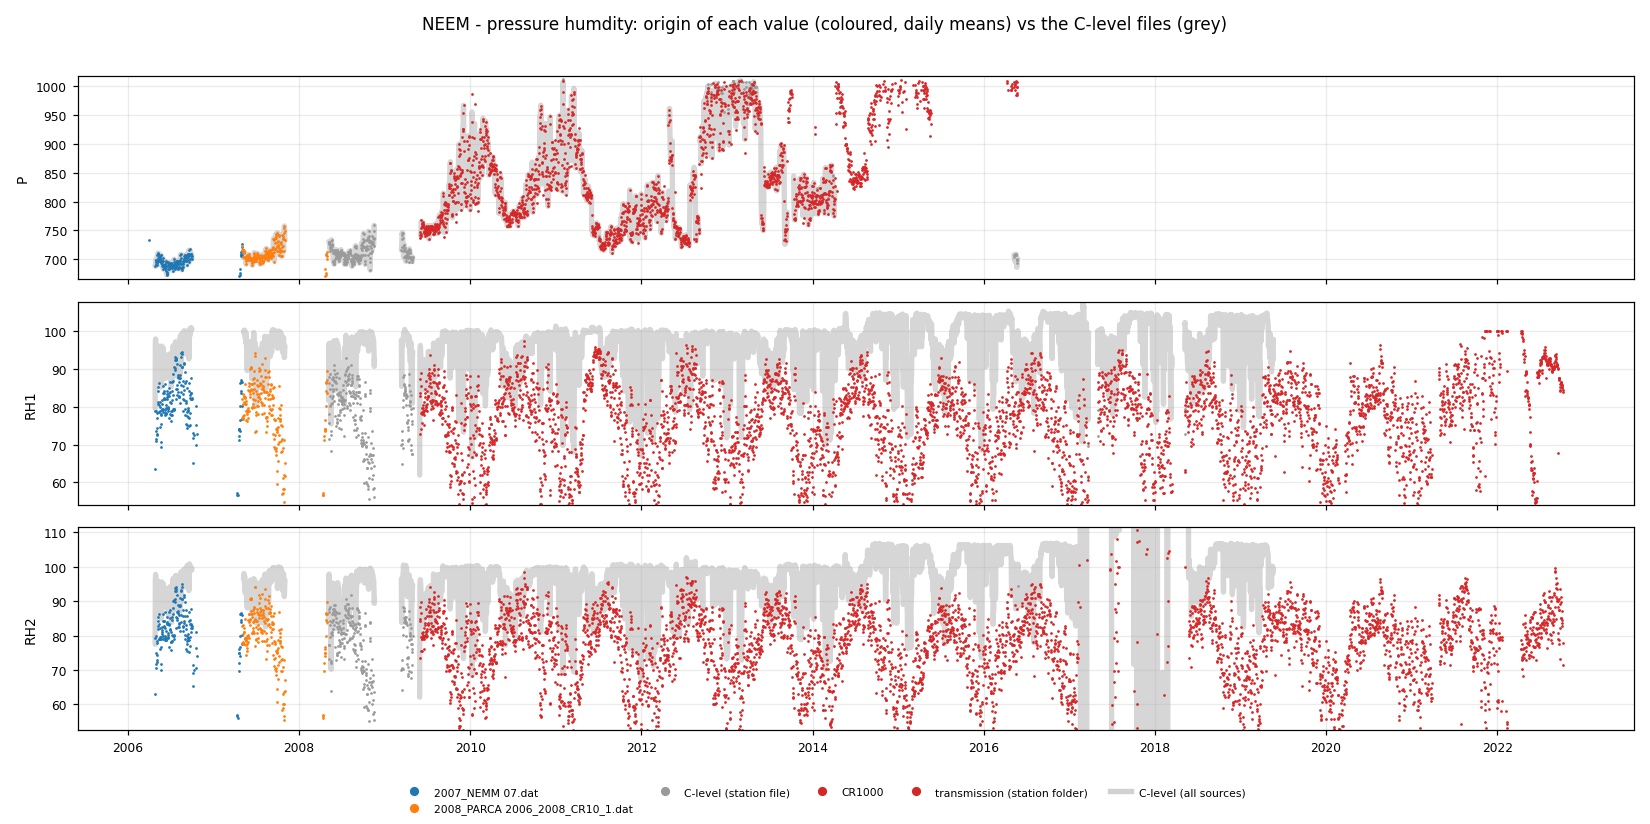 NEEM - pressure humdity: origin of each value (coloured, daily means) vs the C-level files (grey)
P
1000
950
900
850
800
750
700
RH1
100
90
80
70
60
RH2
110
100
90
80
70
60
2006
2008
2010
2012
2014
2016
2018
2020
2022
2007_NEMM 07.dat
2008_PARCA 2006_2008_CR10_1.dat
C-level (station file)
CR1000
transmission (station folder)
C-level (all sources)